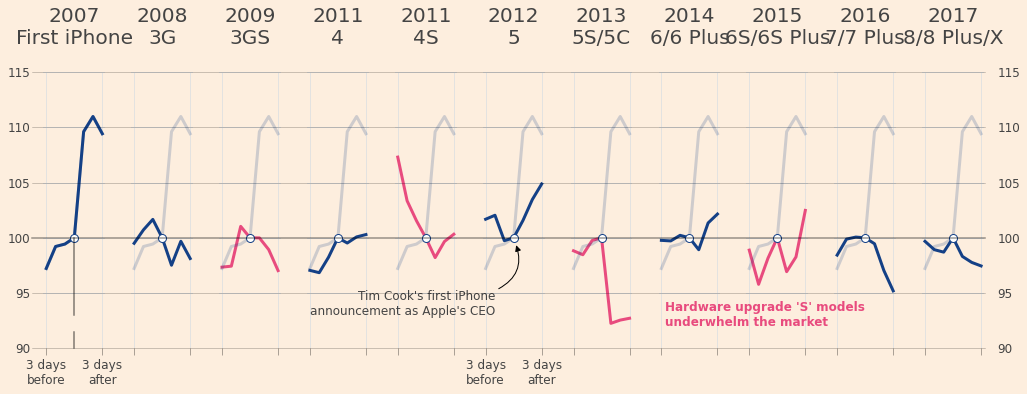 2007 2008 2009 2011 2011 2012 2013 2014 2015 2016 2017
First iPhone 3G 3GS 4 4S 5 5S/5C 6/6 Plus 6S/6S Plus 7/7 Plus 8/8 Plus/X
115 115
110 110
105 105
100 100
95 95
Tim Cook's first iPhone
announcement as Apple's CEO
Hardware upgrade 'S' models
underwhelm the market
90 90
3 days 3 days 3 days 3 days
before after before after